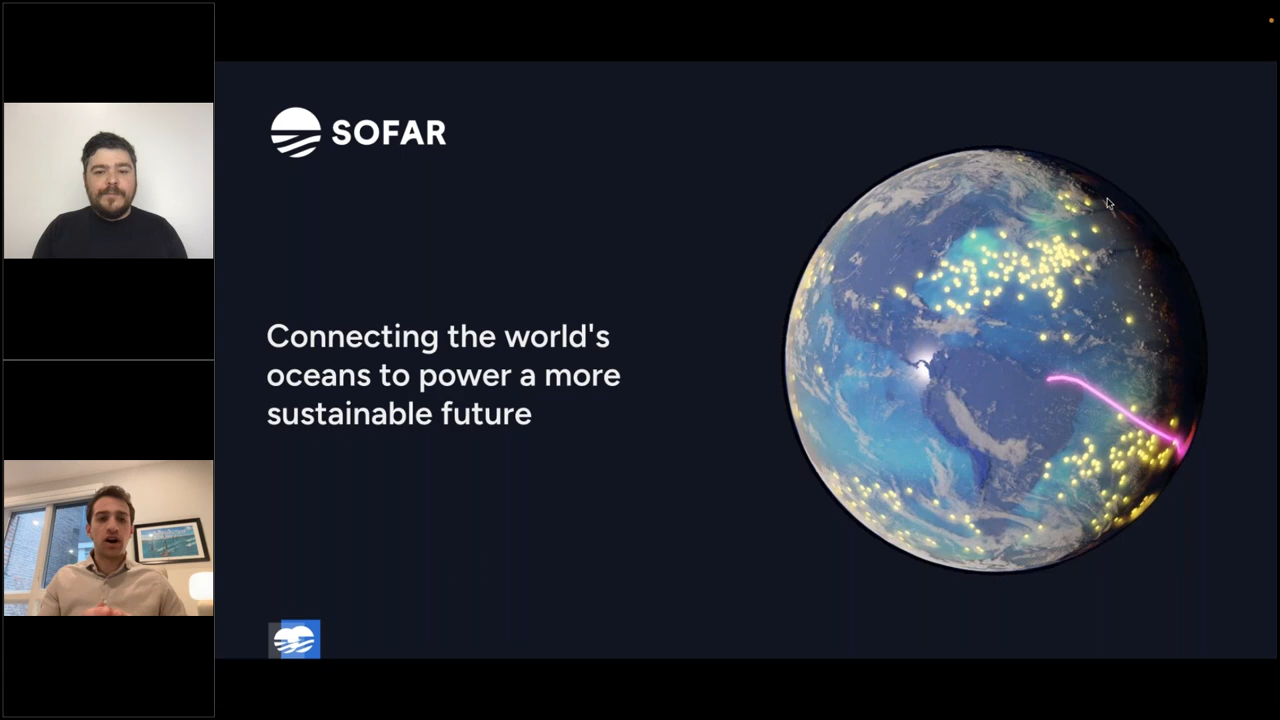 SOFAR
Connecting the world's
oceans to power a more
sustainable future